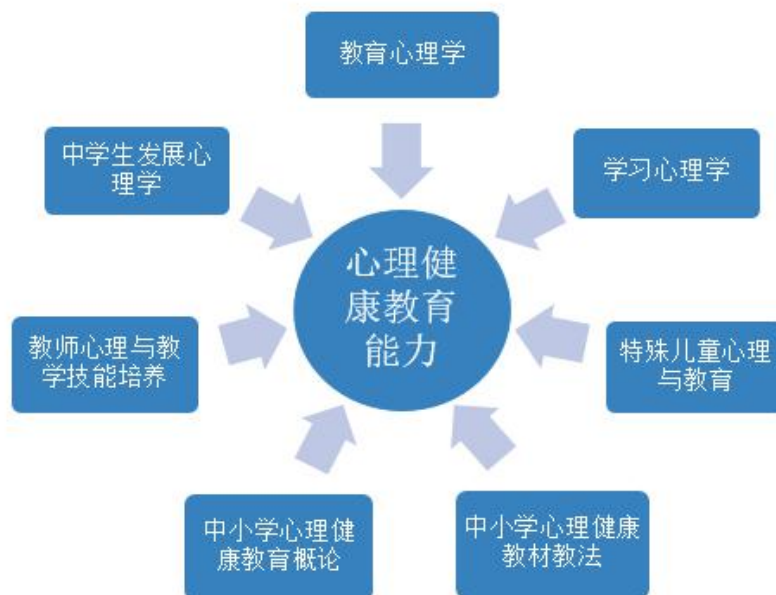 教育心理学
中学生发展心
理学
学习心理学
心理健
康教育
能力
教师心理与教
学技能培养
特殊儿童心理
与教育
中小学心理健
康教育概论
中小学心理健康
教材教法